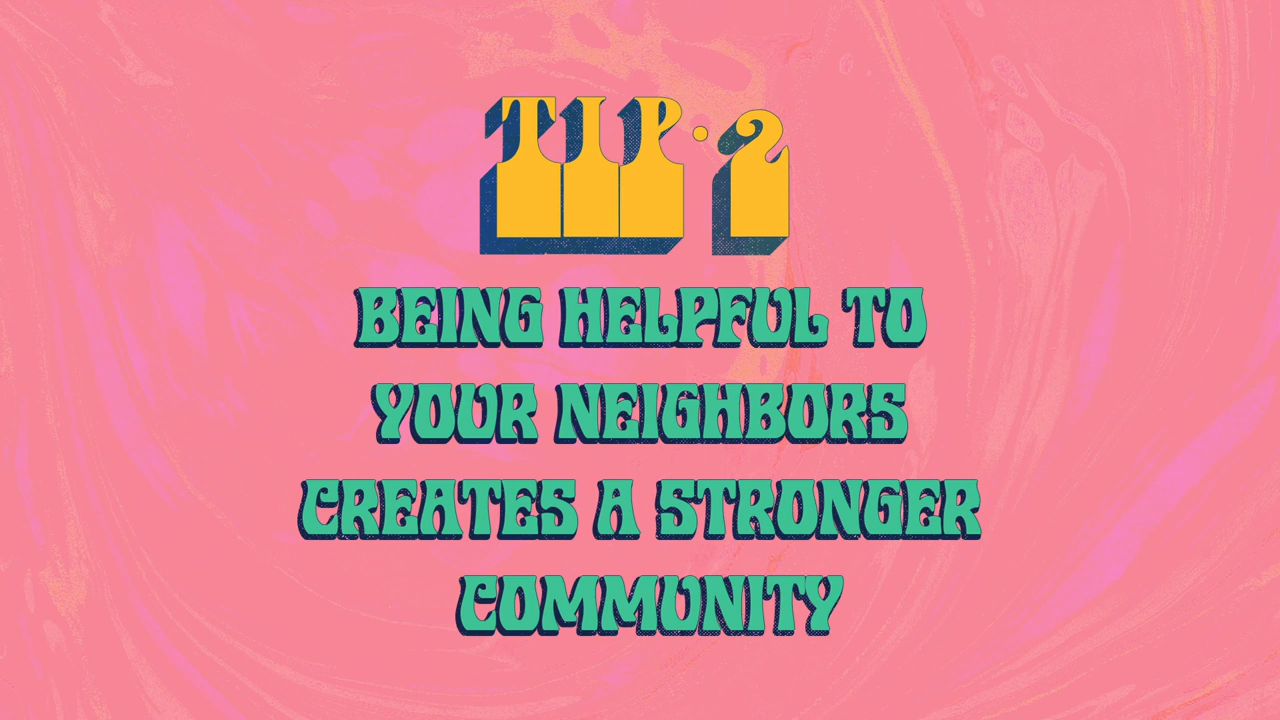 TIP·2
BEING HELPFUL TO
YOUR NEIGHBORS
CREATES A STRONGER
COMMUNITY